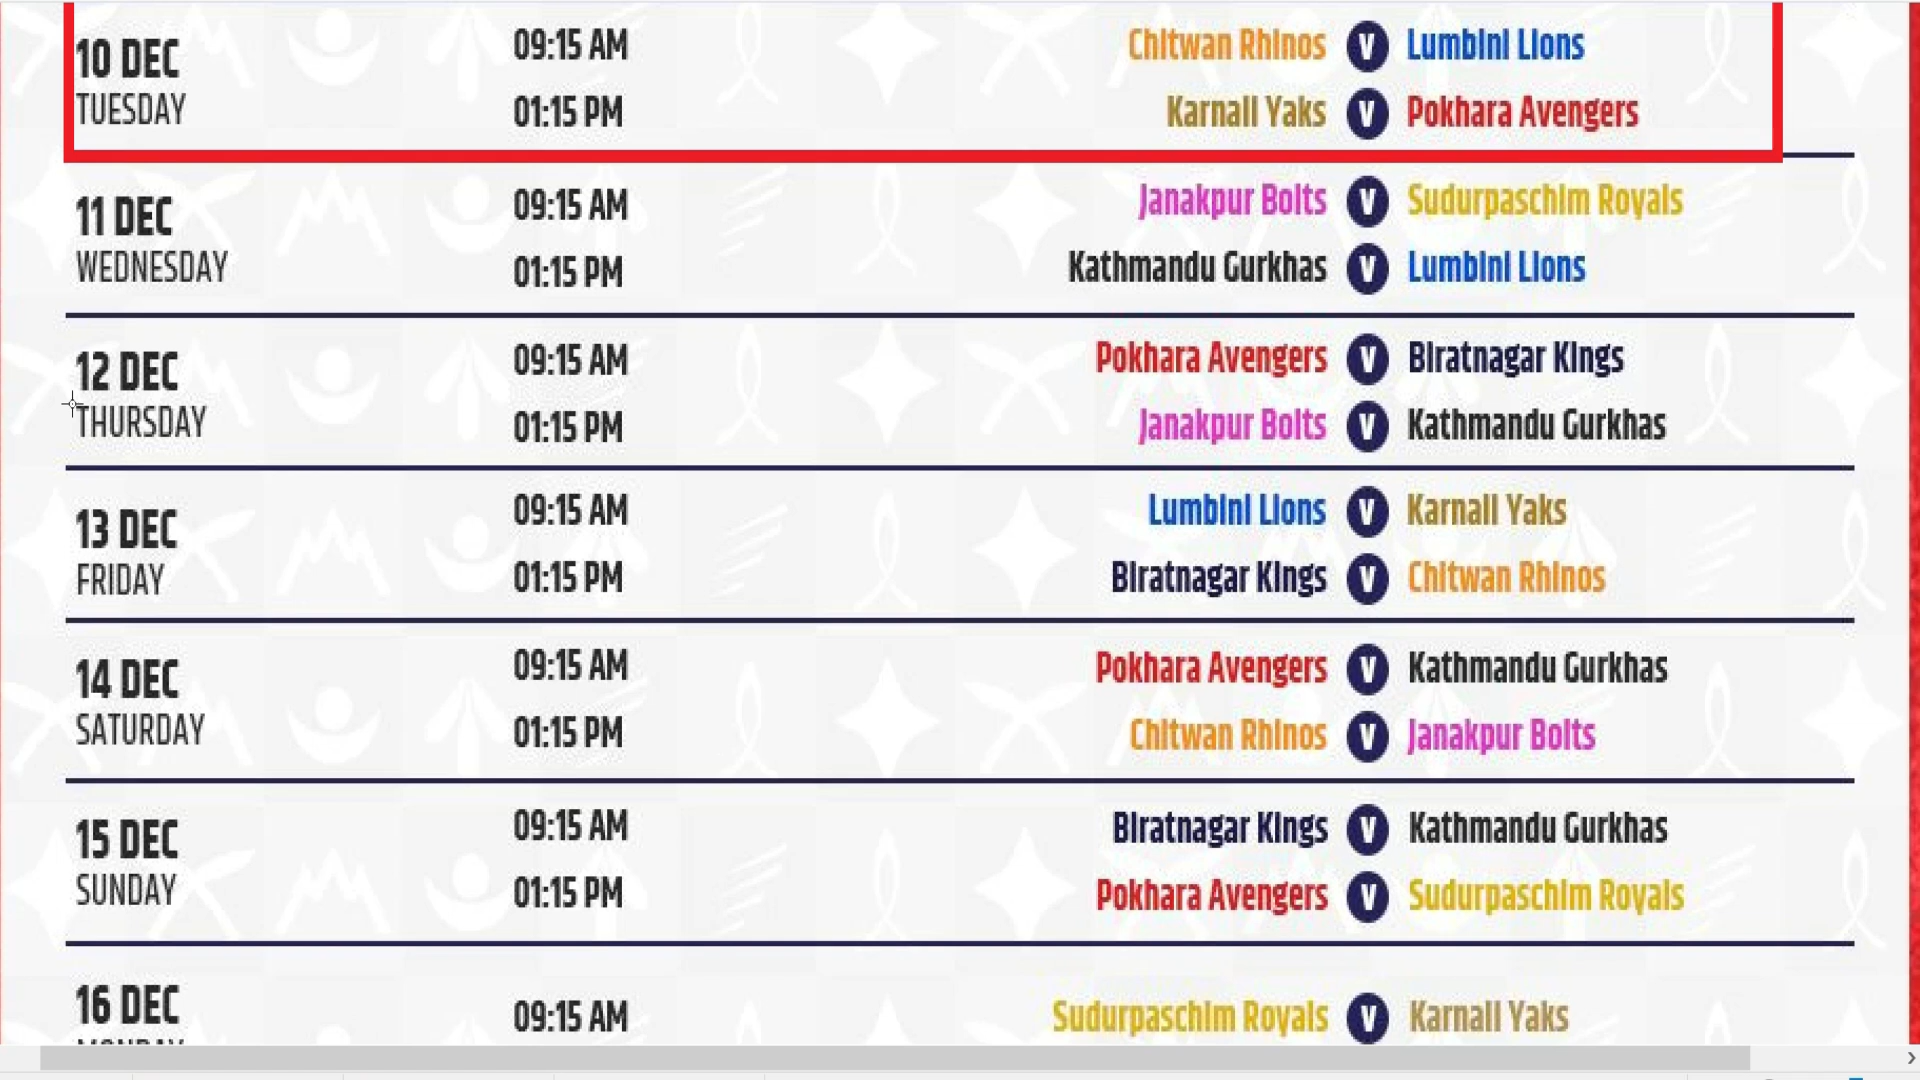 10 DEC
TUESDAY
09:15 AM Chitwan Rhinos V Lumbini Lions
01:15 PM Karnali Yaks V Pokhara Avengers
11 DEC
WEDNESDAY
09:15 AM Janakpur Bolts V Sudurpaschim Royals
01:15 PM Kathmandu Gurkhas V Lumbini Lions
12 DEC
THURSDAY
09:15 AM Pokhara Avengers V Biratnagar Kings
01:15 PM Janakpur Bolts V Kathmandu Gurkhas
13 DEC
FRIDAY
09:15 AM Lumbini Lions V Karnali Yaks
01:15 PM Biratnagar Kings V Chitwan Rhinos
14 DEC
SATURDAY
09:15 AM Pokhara Avengers V Kathmandu Gurkhas
01:15 PM Chitwan Rhinos V Janakpur Bolts
15 DEC
SUNDAY
09:15 AM Biratnagar Kings V Kathmandu Gurkhas
01:15 PM Pokhara Avengers V Sudurpaschim Royals
16 DEC
09:15 AM Sudurpaschim Royals V Karnali Yaks